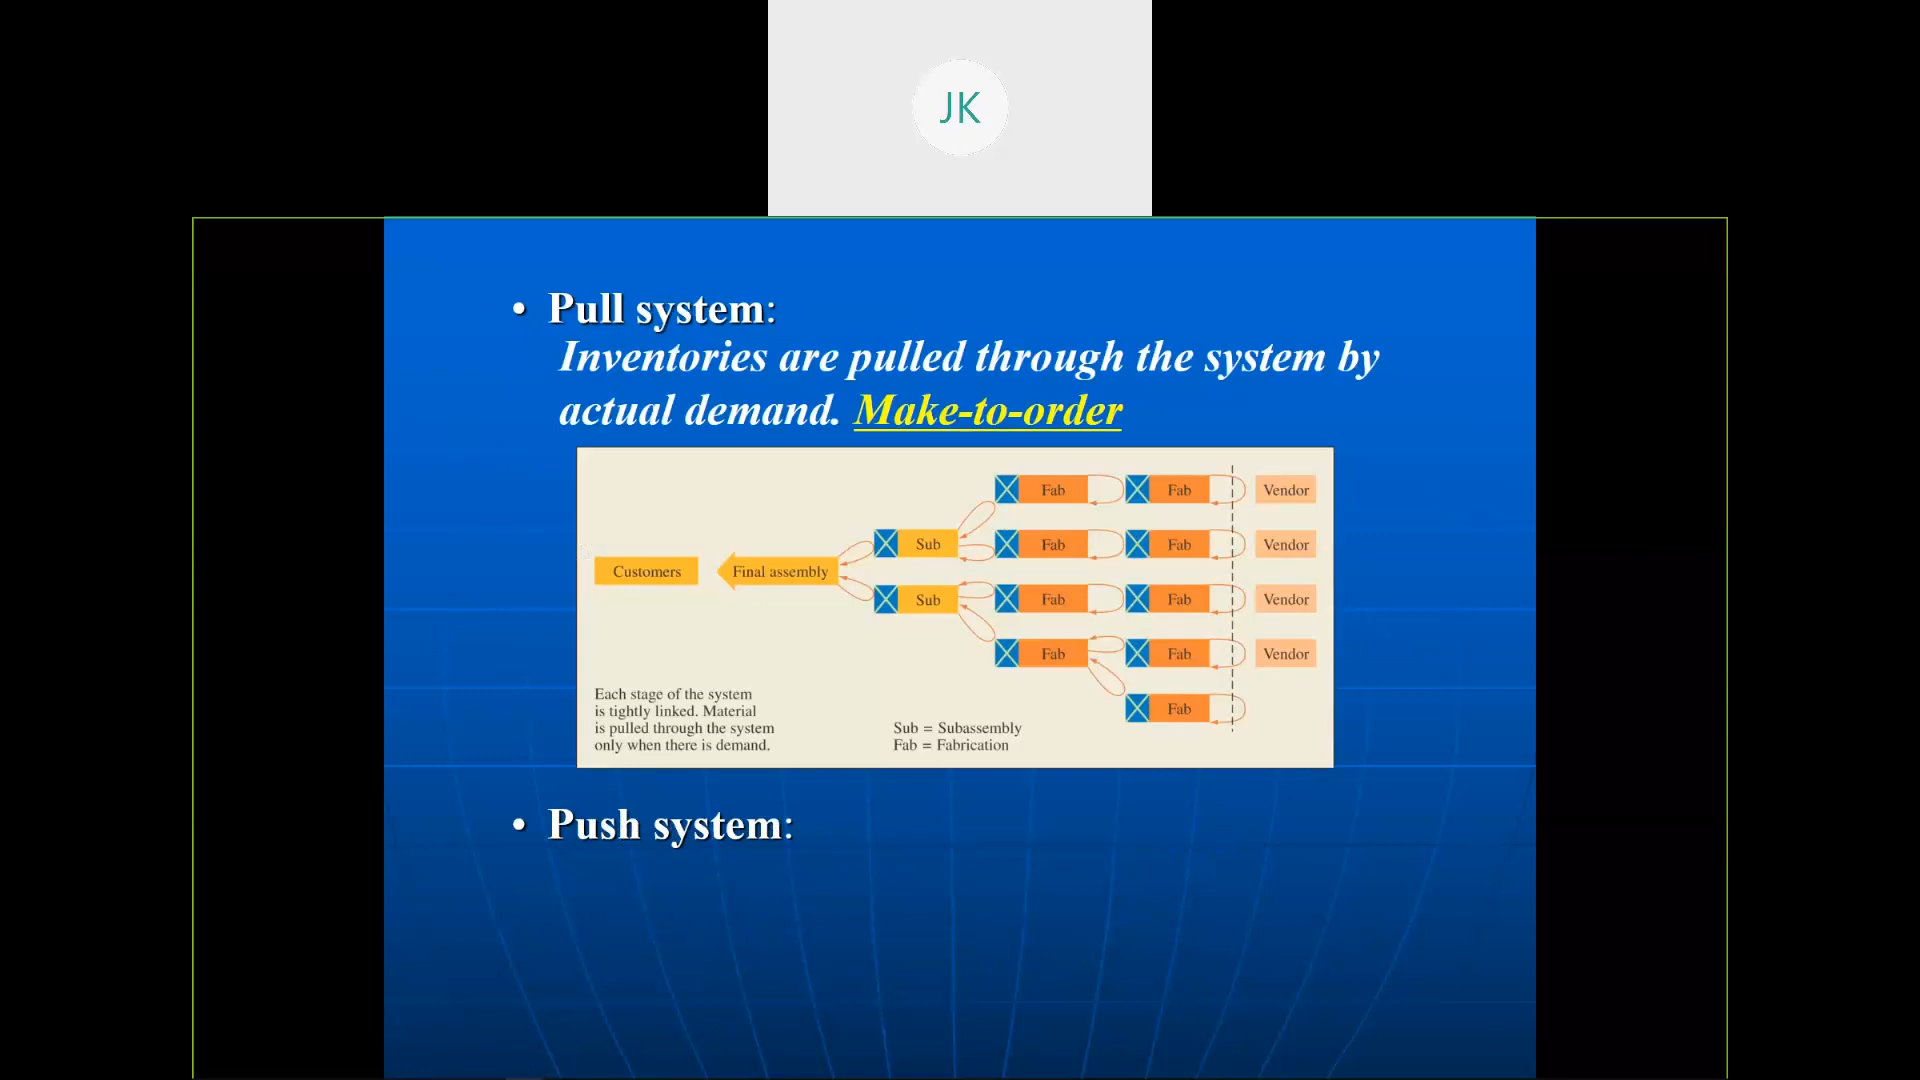 JK
• Pull system:
Inventories are pulled through the system by
actual demand. Make-to-order
Fab Fab Vendor
Sub Fab Fab Vendor
Customers Final assembly
Sub Fab Fab Vendor
Fab Fab Vendor
Fab
Each stage of the system
is tightly linked. Material
is pulled through the system
only when there is demand.
Sub = Subassembly
Fab = Fabrication
• Push system: